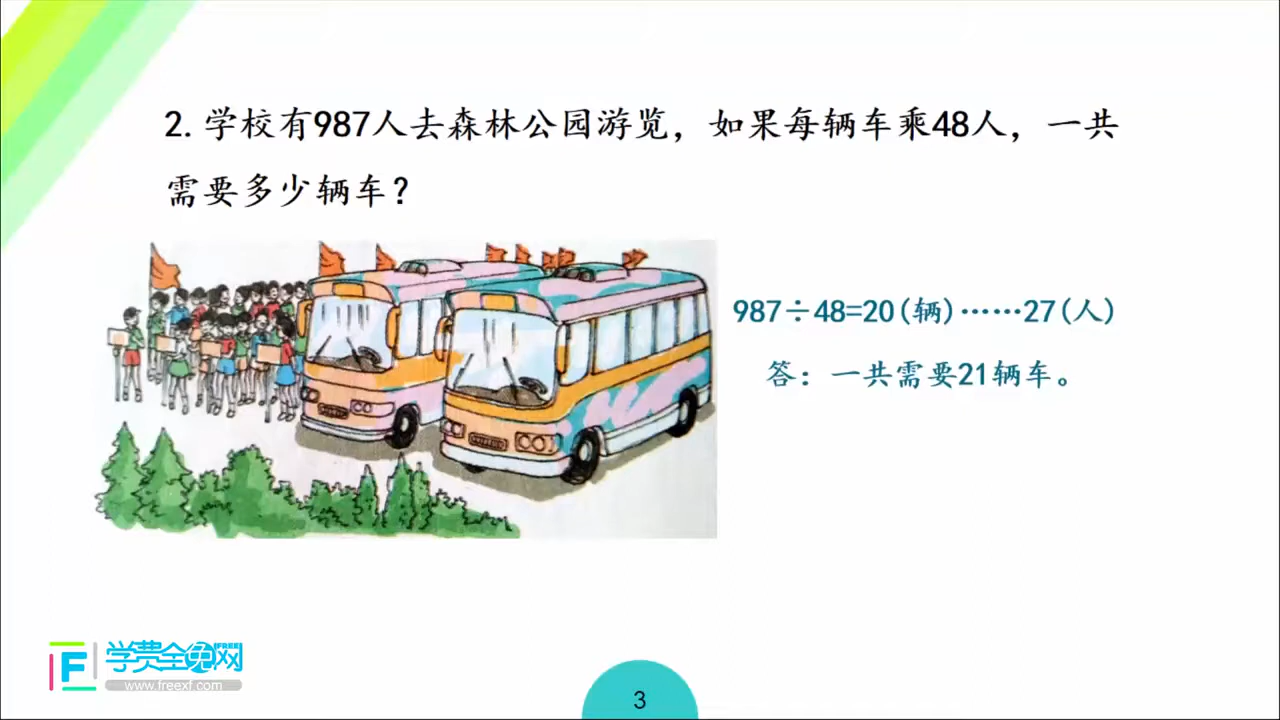 2.学校有987人去森林公园游览，如果每辆车乘48人，一共
需要多少辆车？
987÷48=20(辆)……27(人)
答：一共需要21辆车。
F 学费全免网 FREE
www.freexf.com
3